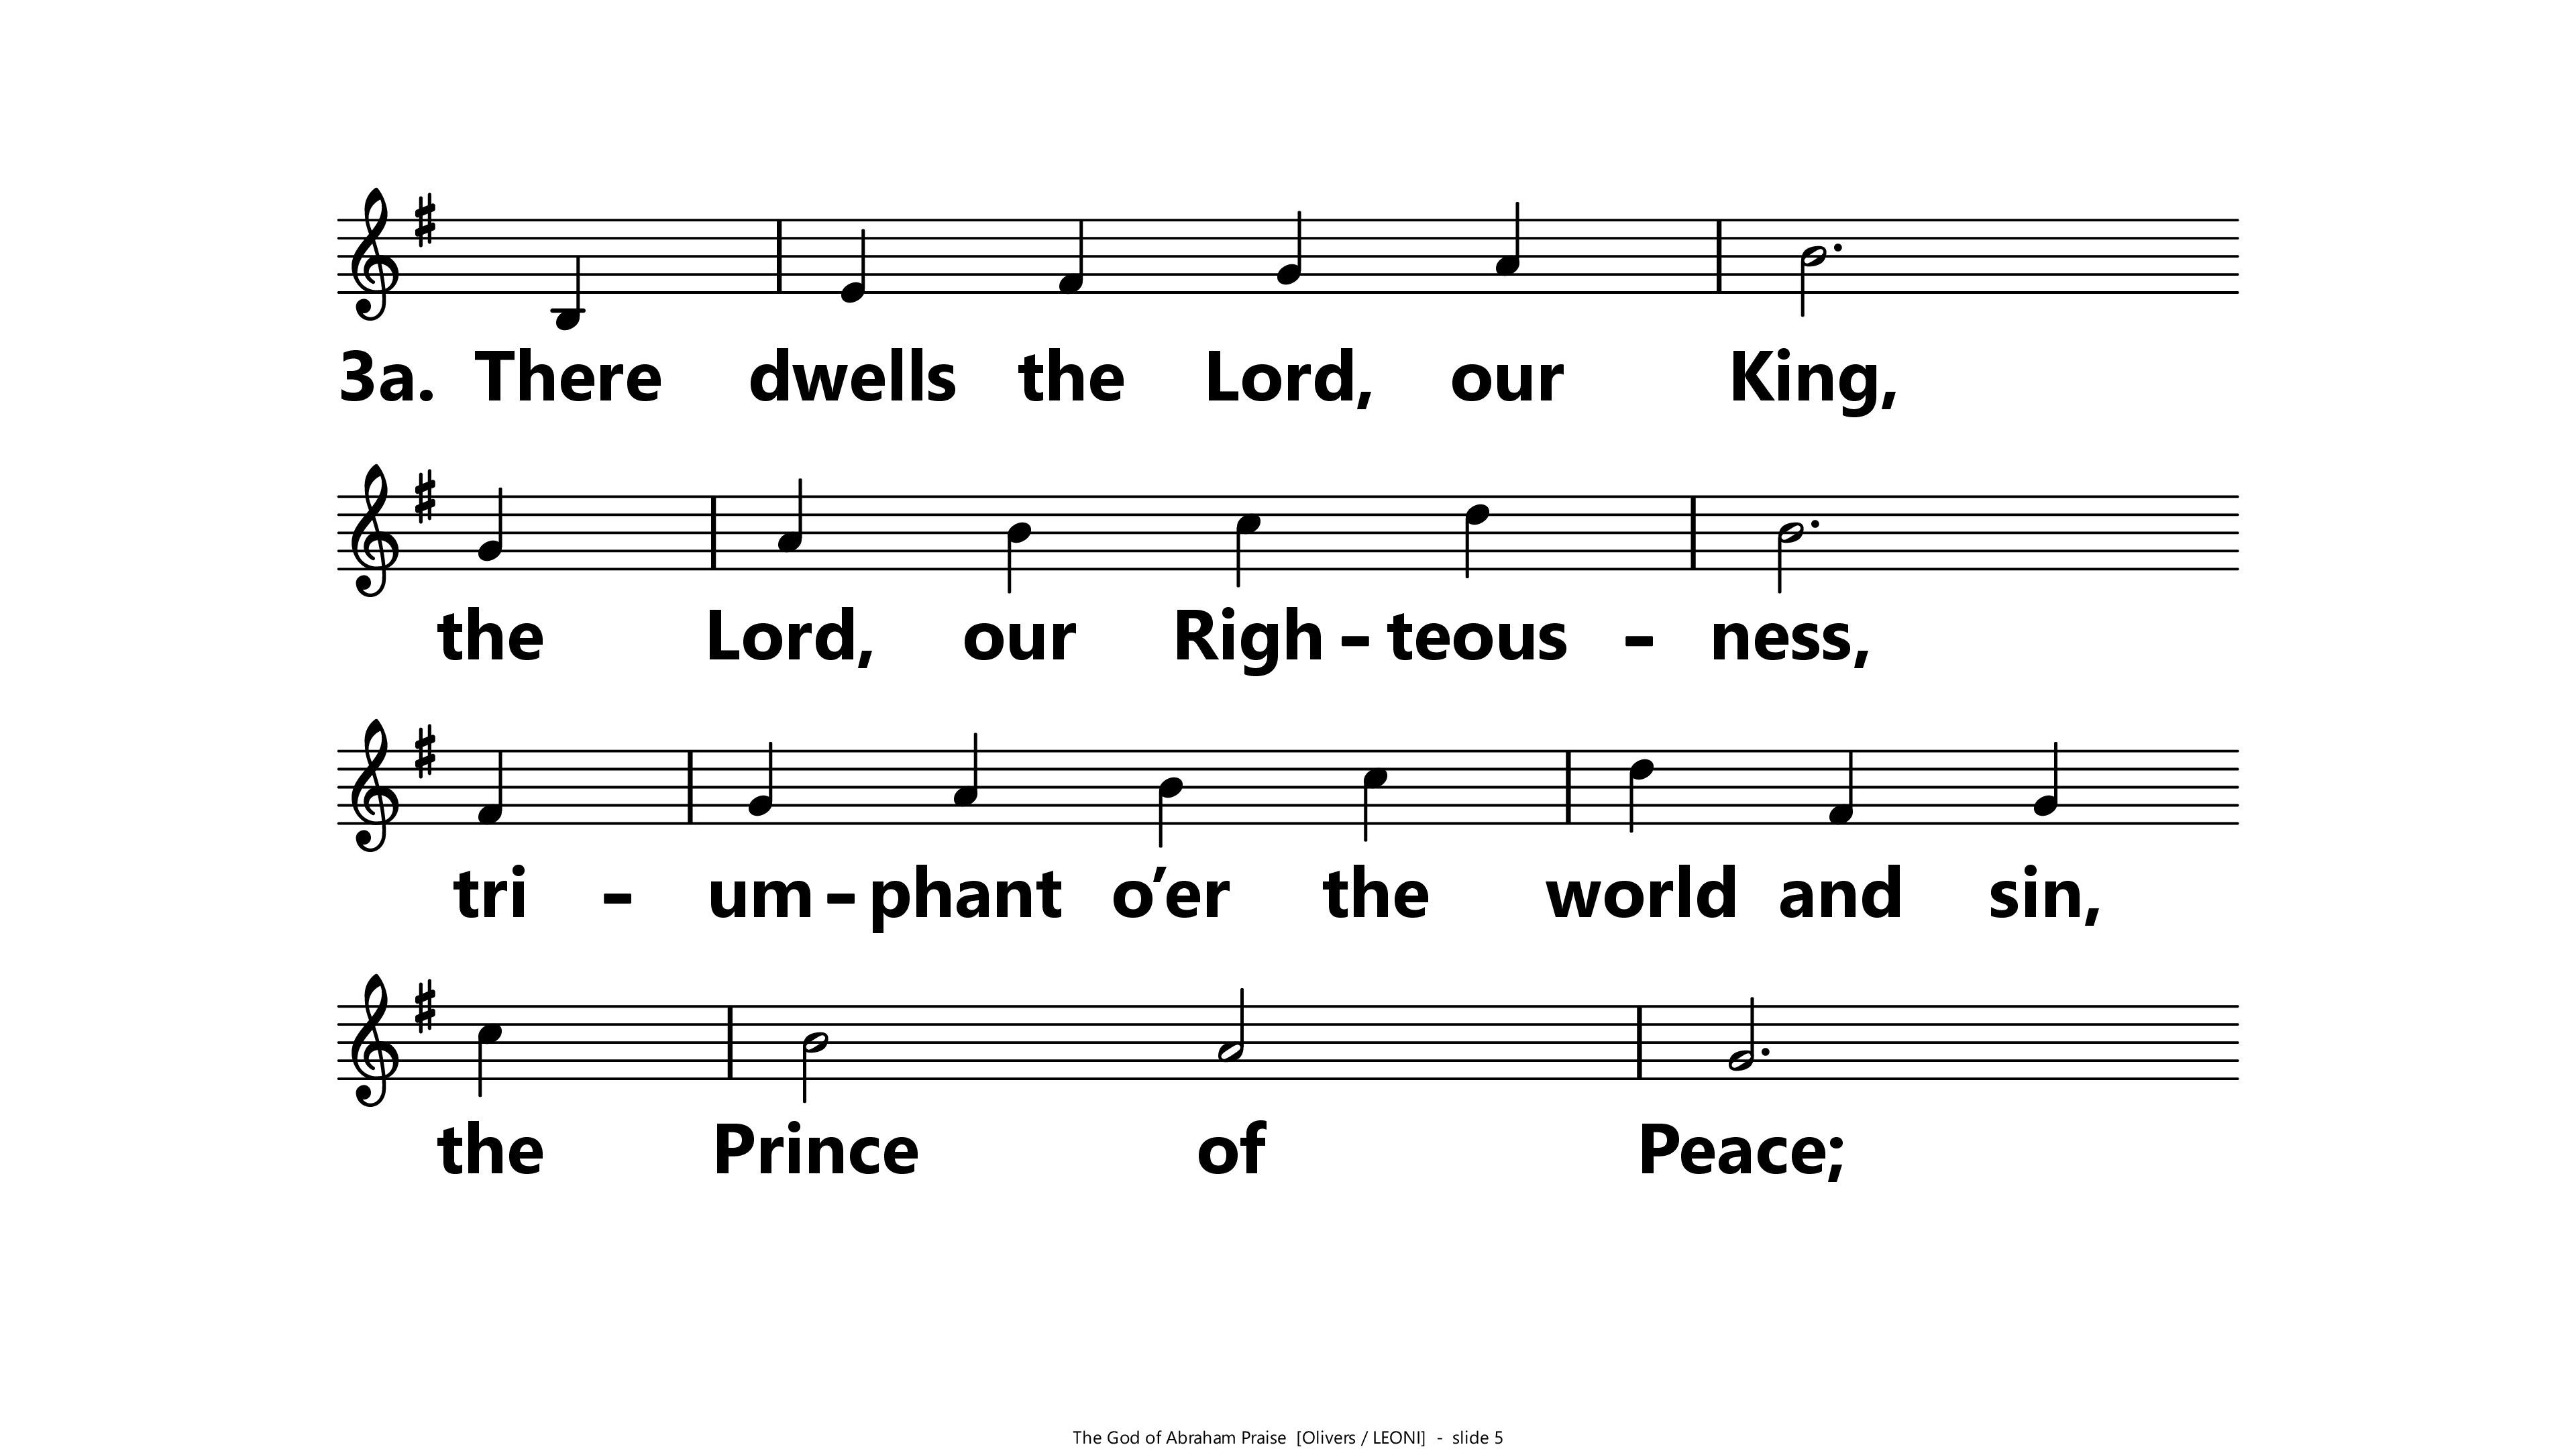 3a. There dwells the Lord, our King,
the Lord, our Righ - teous - ness,
tri - um - phant o’er the world and sin,
the Prince of Peace;
The God of Abraham Praise [Olivers / LEONI] - slide 5